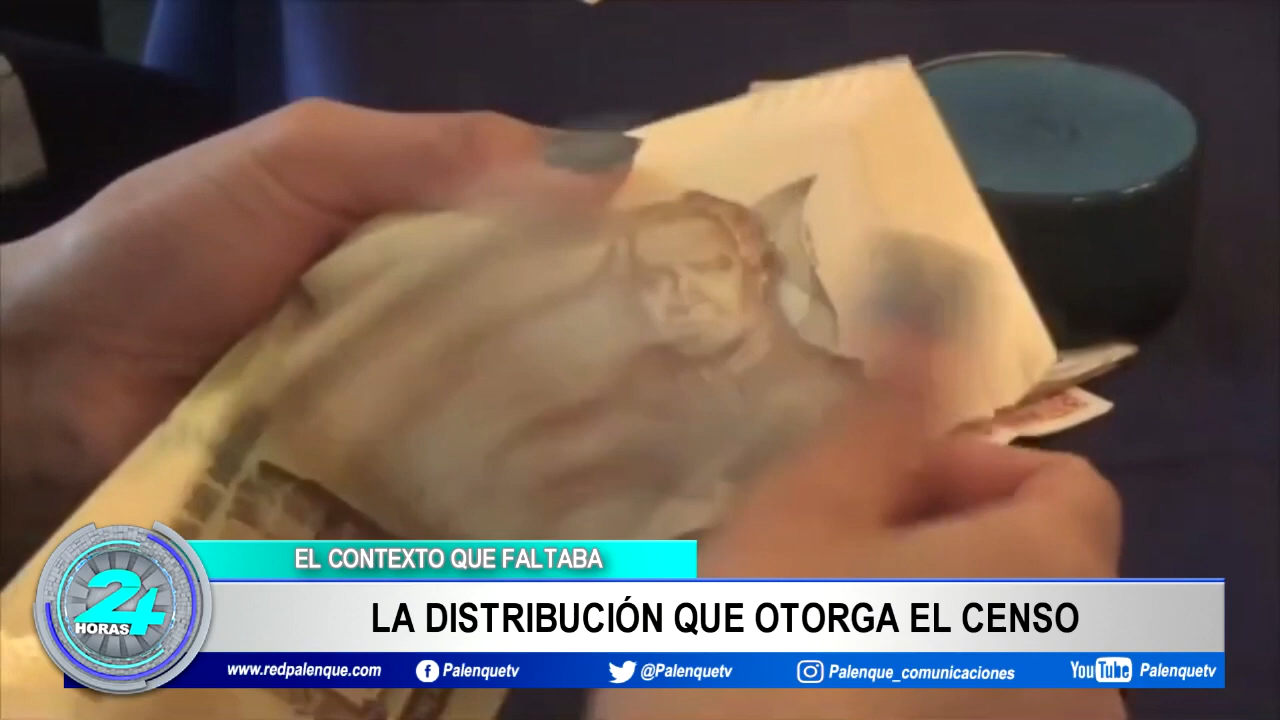 EL CONTEXTO QUE FALTABA
LA DISTRIBUCIÓN QUE OTORGA EL CENSO
24
HORAS
www.redpalenque.com Palenquetv @Palenquetv Palenque_comunicaciones YouTube Palenquetv